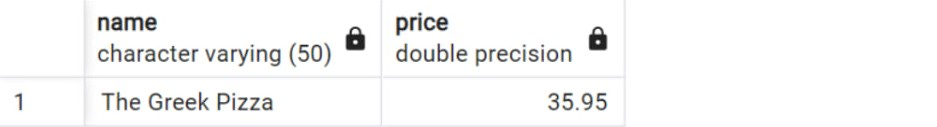 name price
character varying (50) double precision
1 The Greek Pizza 35.95